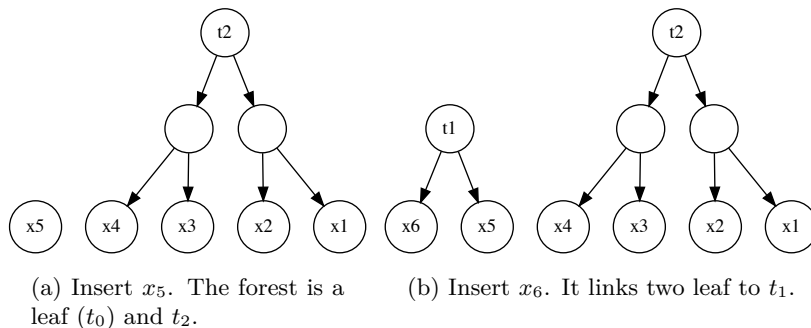 t2
t2
t1
x5
x4
x3
x2
x1
x6
x5
x4
x3
x2
x1
(a) Insert x₅. The forest is a
leaf (t₀) and t₂.
(b) Insert x₆. It links two leaf to t₁.